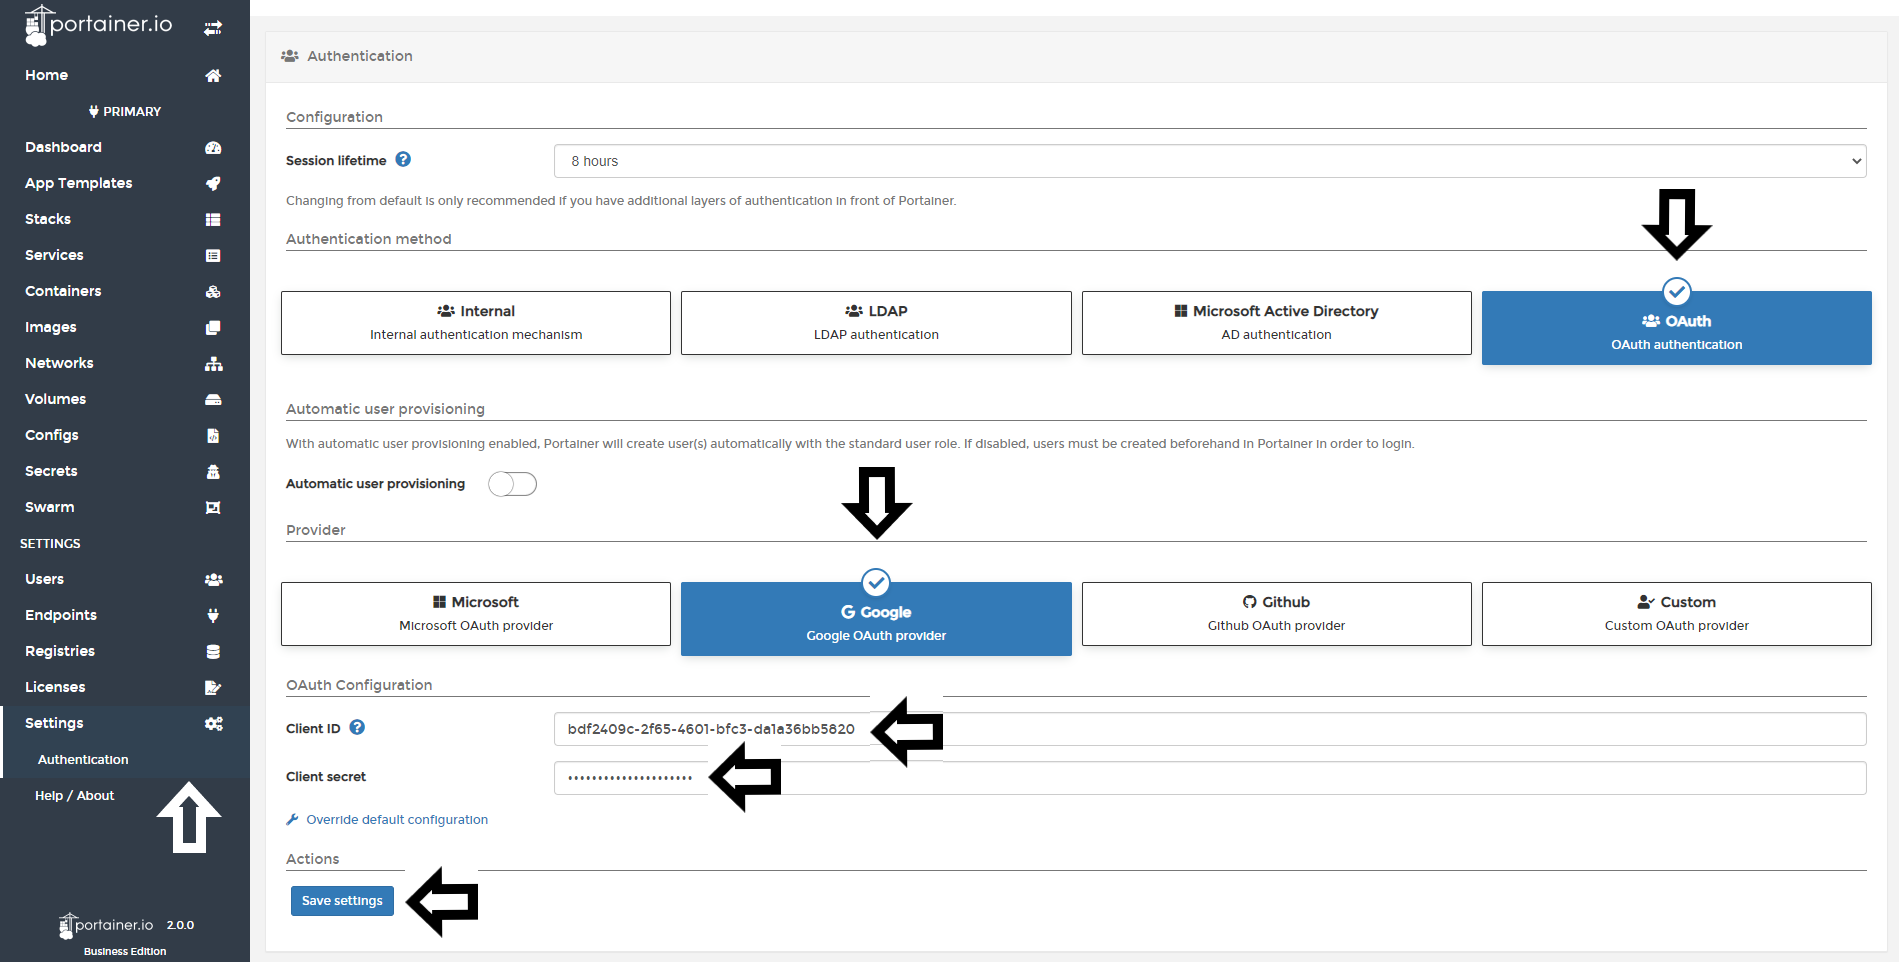 portainer.io
Home
PRIMARY
Dashboard
App Templates
Stacks
Services
Containers
Images
Networks
Volumes
Configs
Secrets
Swarm
SETTINGS
Users
Endpoints
Registries
Licenses
Settings
Authentication
Help / About
portainer.io 2.0.0
Business Edition
Authentication
Configuration
Session lifetime ?
8 hours
Changing from default is only recommended if you have additional layers of authentication in front of Portainer.
Authentication method
Internal
Internal authentication mechanism
LDAP
LDAP authentication
Microsoft Active Directory
AD authentication
OAuth
OAuth authentication
Automatic user provisioning
With automatic user provisioning enabled, Portainer will create user(s) automatically with the standard user role. If disabled, users must be created beforehand in Portainer in order to login.
Automatic user provisioning
Provider
Microsoft
Microsoft OAuth provider
G Google
Google OAuth provider
Github
Github OAuth provider
Custom
Custom OAuth provider
OAuth Configuration
Client ID ?
bdf2409c-2f65-4601-bfc3-da1a36bb5820
Client secret
Override default configuration
Actions
Save settings